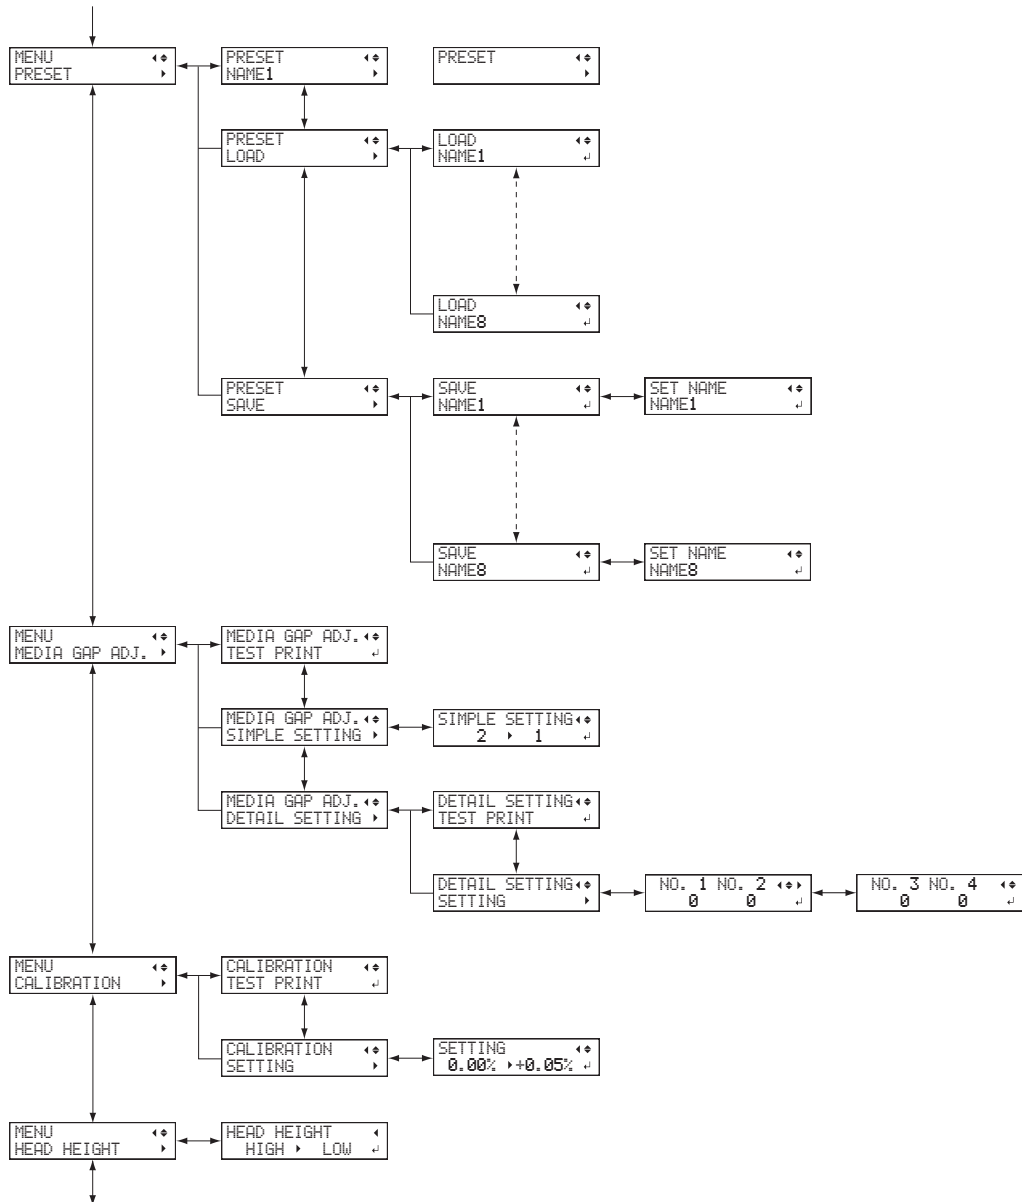 MENU
PRESET
PRESET
NAME1
PRESET
PRESET
LOAD
LOAD
NAME1
LOAD
NAME8
PRESET
SAVE
SAVE
NAME1
SET NAME
NAME1
SAVE
NAME8
SET NAME
NAME8
MENU
MEDIA GAP ADJ.
MEDIA GAP ADJ.
TEST PRINT
MEDIA GAP ADJ.
SIMPLE SETTING
SIMPLE SETTING
2 1
MEDIA GAP ADJ.
DETAIL SETTING
DETAIL SETTING
TEST PRINT
DETAIL SETTING
SETTING
NO. 1 NO. 2
0 0
NO. 3 NO. 4
0 0
MENU
CALIBRATION
CALIBRATION
TEST PRINT
CALIBRATION
SETTING
SETTING
0.00% +0.05%
MENU
HEAD HEIGHT
HEAD HEIGHT
HIGH LOW